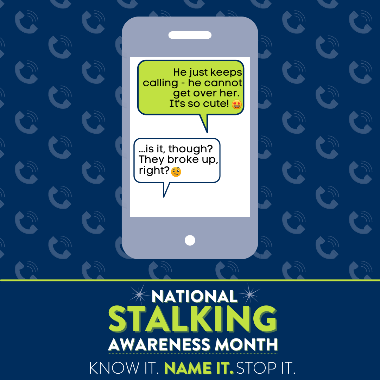 He just keeps
calling - he cannot
get over her.
It's so cute! 😍
...is it, though?
They broke up,
right? 🤨
NATIONAL
STALKING
AWARENESS MONTH
KNOW IT. NAME IT. STOP IT.